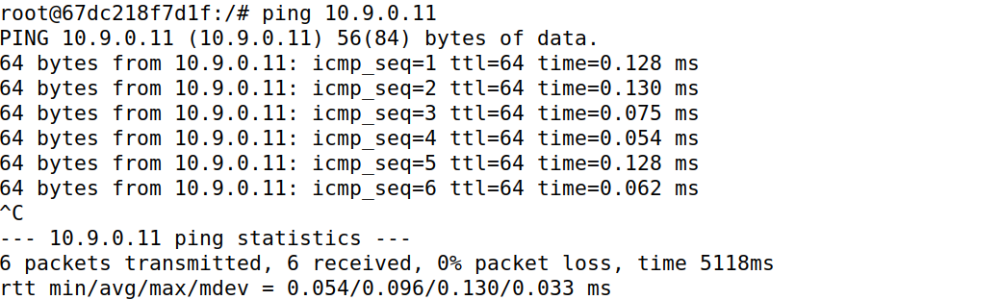 root@67dc218f7d1f:/# ping 10.9.0.11
PING 10.9.0.11 (10.9.0.11) 56(84) bytes of data.
64 bytes from 10.9.0.11: icmp_seq=1 ttl=64 time=0.128 ms
64 bytes from 10.9.0.11: icmp_seq=2 ttl=64 time=0.130 ms
64 bytes from 10.9.0.11: icmp_seq=3 ttl=64 time=0.075 ms
64 bytes from 10.9.0.11: icmp_seq=4 ttl=64 time=0.054 ms
64 bytes from 10.9.0.11: icmp_seq=5 ttl=64 time=0.128 ms
64 bytes from 10.9.0.11: icmp_seq=6 ttl=64 time=0.062 ms
^C
--- 10.9.0.11 ping statistics ---
6 packets transmitted, 6 received, 0% packet loss, time 5118ms
rtt min/avg/max/mdev = 0.054/0.096/0.130/0.033 ms